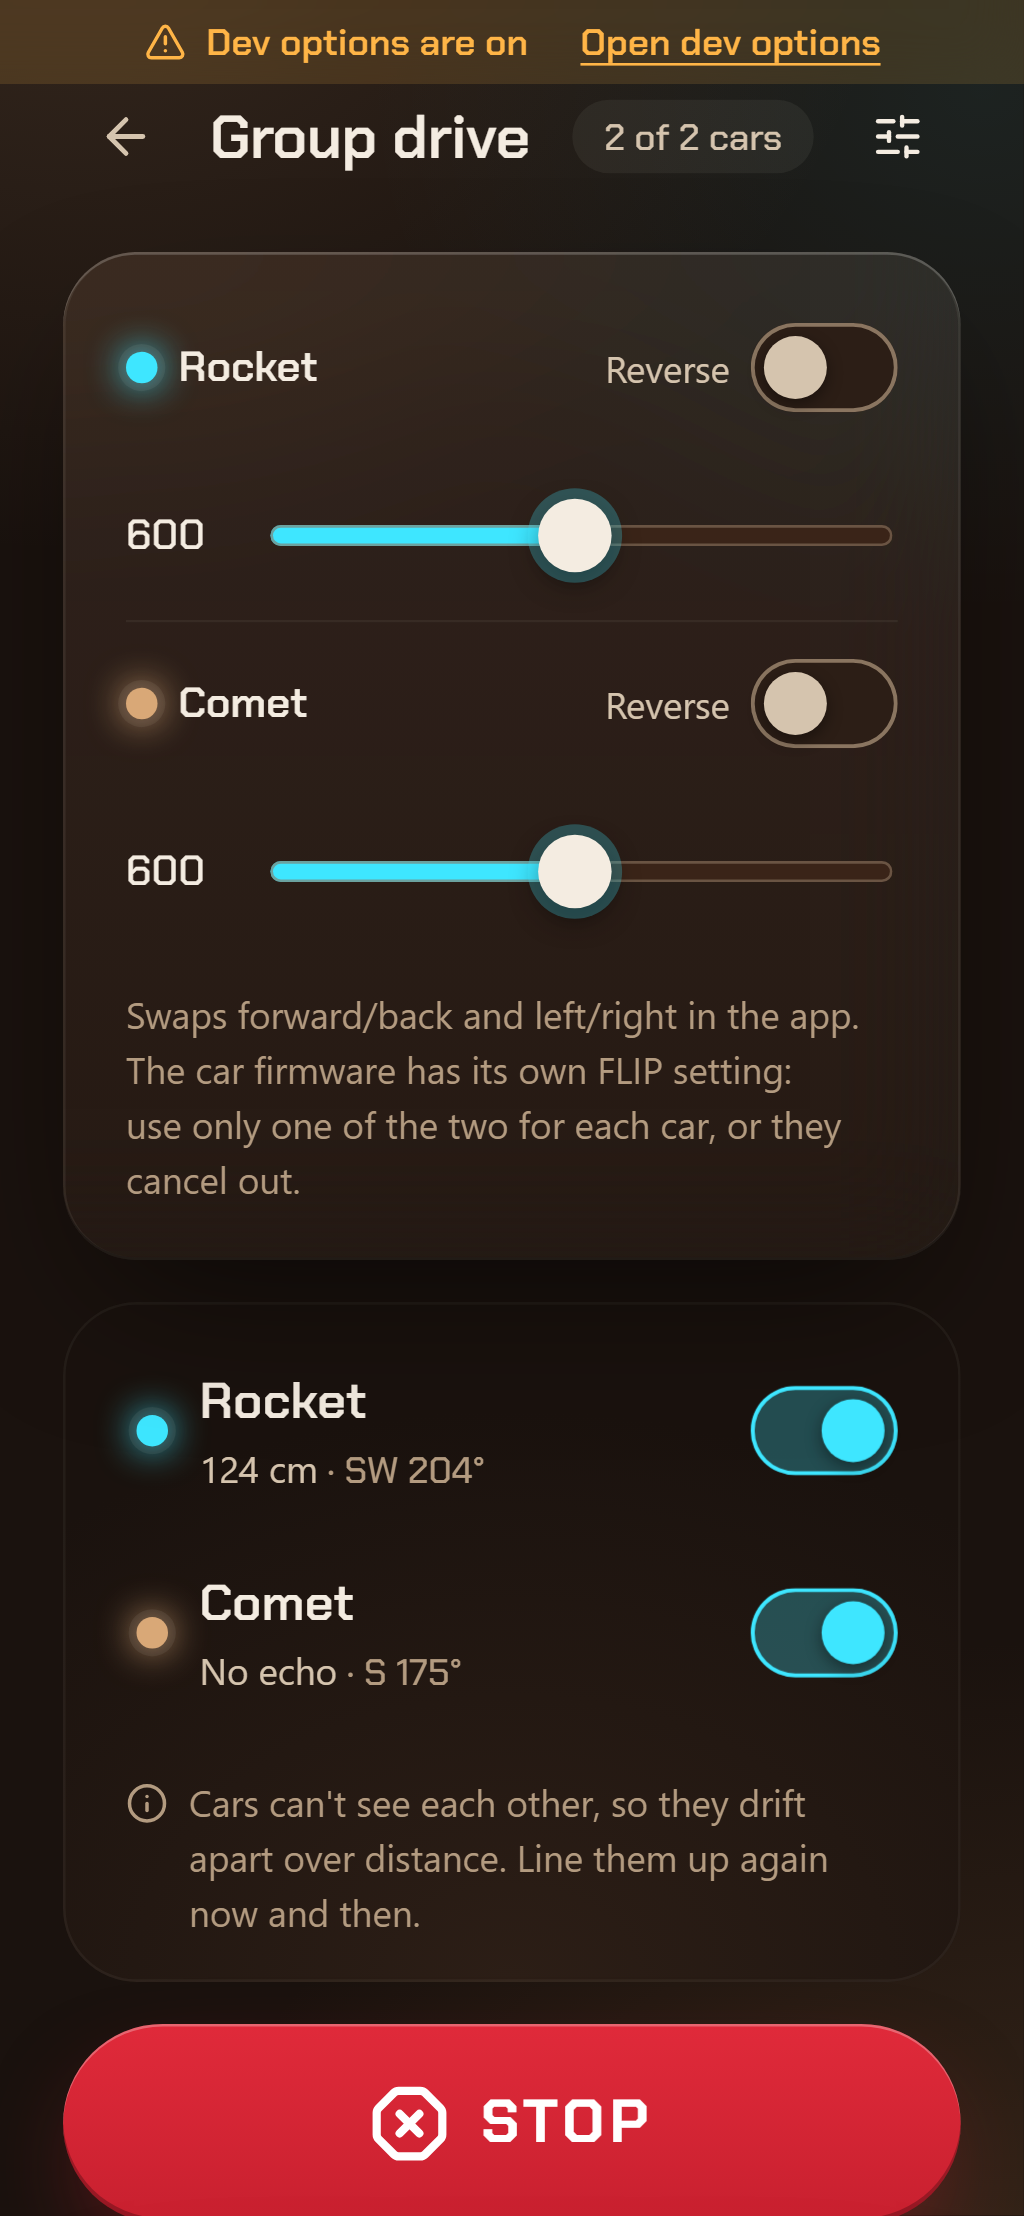 Dev options are on Open dev options
Group drive 2 of 2 cars
Rocket Reverse
600
Comet Reverse
600
Swaps forward/back and left/right in the app.
The car firmware has its own FLIP setting:
use only one of the two for each car, or they
cancel out.
Rocket
124 cm · SW 204°
Comet
No echo · S 175°
Cars can't see each other, so they drift
apart over distance. Line them up again
now and then.
STOP